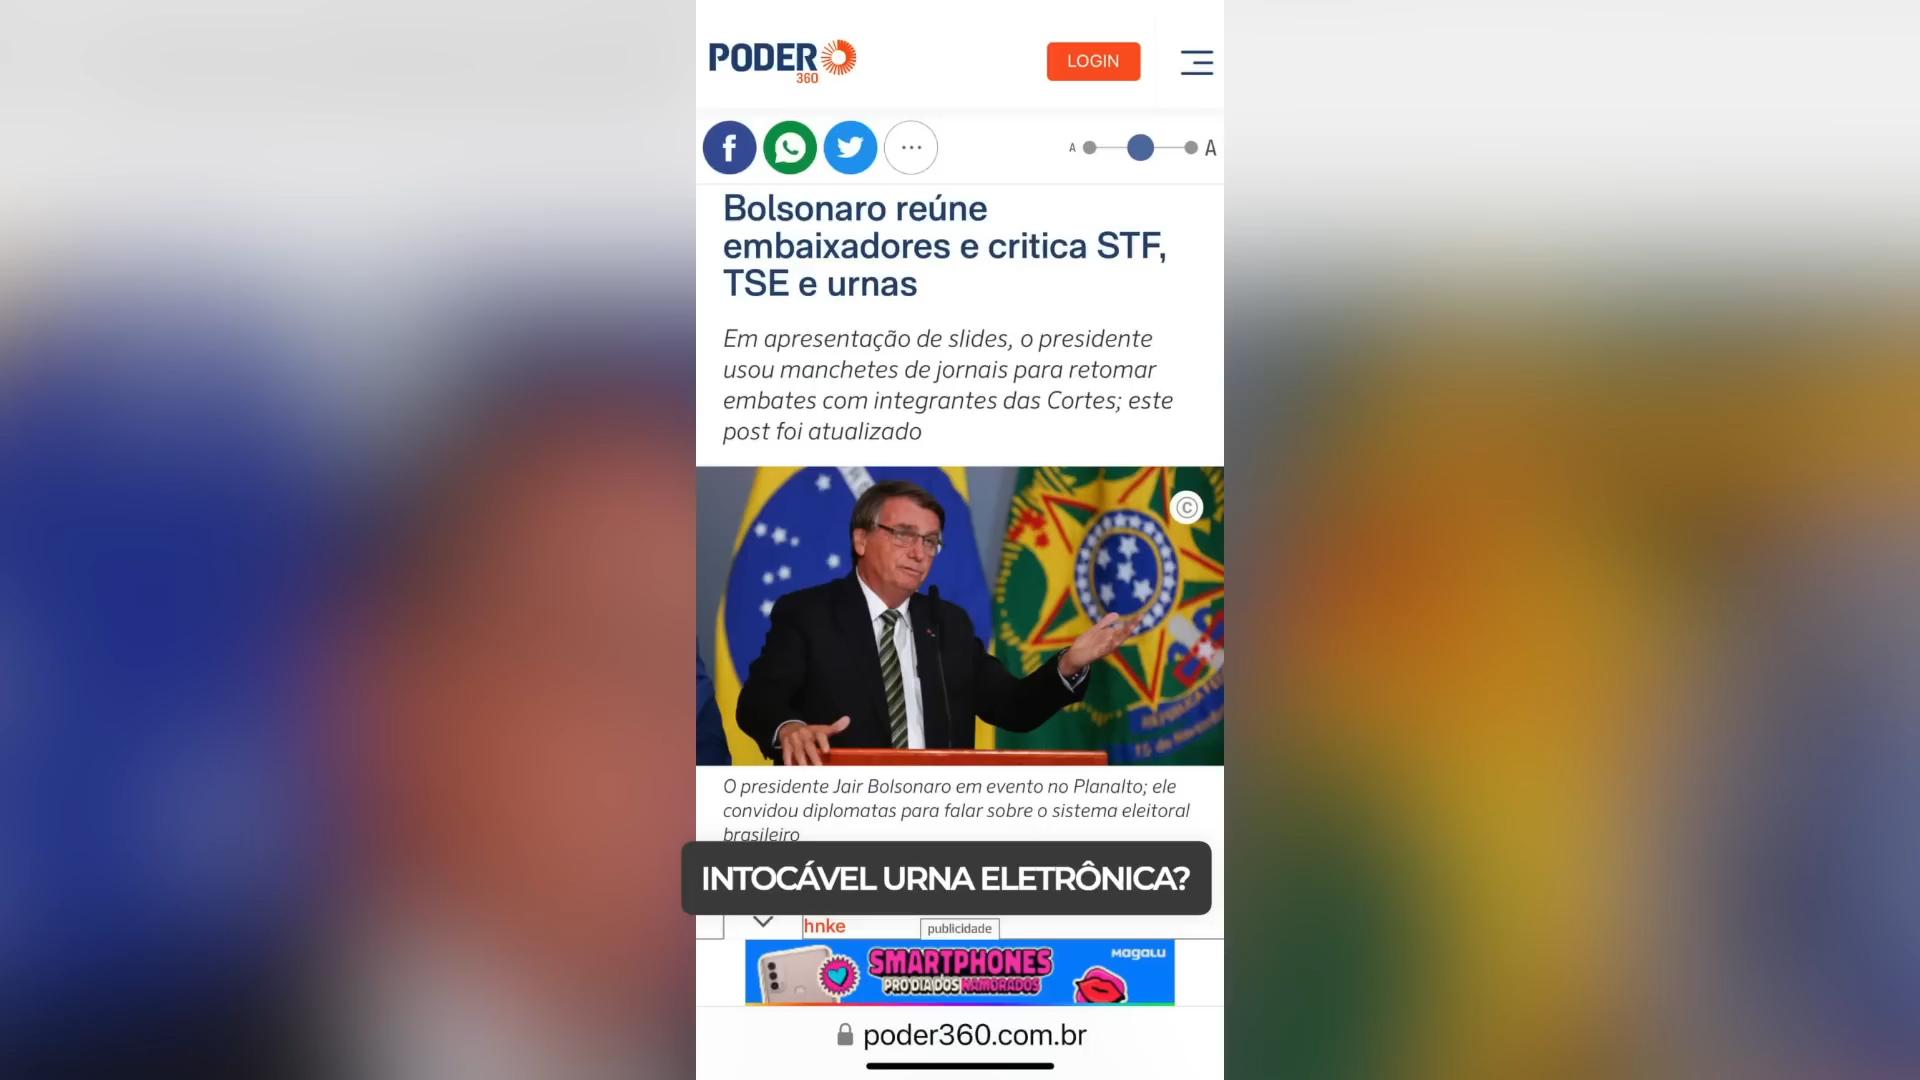 PODER
360
LOGIN
A A
Bolsonaro reúne
embaixadores e critica STF,
TSE e urnas
Em apresentação de slides, o presidente
usou manchetes de jornais para retomar
embates com integrantes das Cortes; este
post foi atualizado
©
15 de Novembro
O presidente Jair Bolsonaro em evento no Planalto; ele
convidou diplomatas para falar sobre o sistema eleitoral
brasileiro
INTOCÁVEL URNA ELETRÔNICA?
hnke
publicidade
SMARTPHONES
PRO DIA DOS NAMORADOS
MAGALU
poder360.com.br